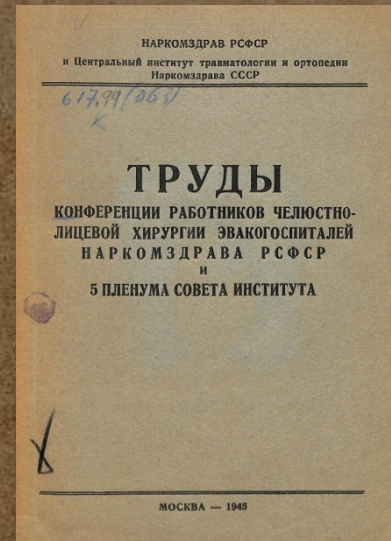 НАРКОМЗДРАВ РСФСР
и Центральный институт травматологии и ортопедии
Наркомздрава СССР
617.99(063)
К
ТРУДЫ
КОНФЕРЕНЦИИ РАБОТНИКОВ ЧЕЛЮСТНО-
ЛИЦЕВОЙ ХИРУРГИИ ЭВАКОГОСПИТАЛЕЙ
НАРКОМЗДРАВА РСФСР
И
5 ПЛЕНУМА СОВЕТА ИНСТИТУТА
МОСКВА — 1945